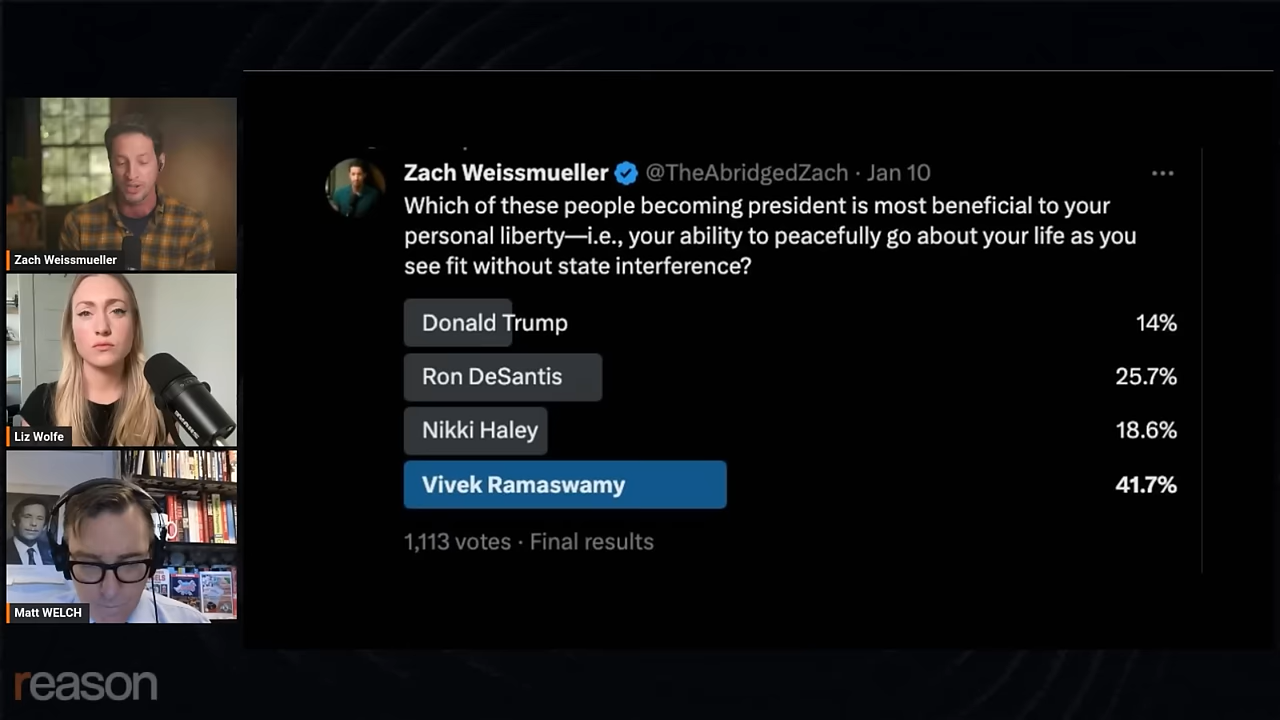 Zach Weissmueller @TheAbridgedZach · Jan 10
Which of these people becoming president is most beneficial to your
personal liberty—i.e., your ability to peacefully go about your life as you
see fit without state interference?
Donald Trump 14%
Ron DeSantis 25.7%
Nikki Haley 18.6%
Vivek Ramaswamy 41.7%
1,113 votes · Final results
Zach Weissmueller
Liz Wolfe
Matt WELCH
reason